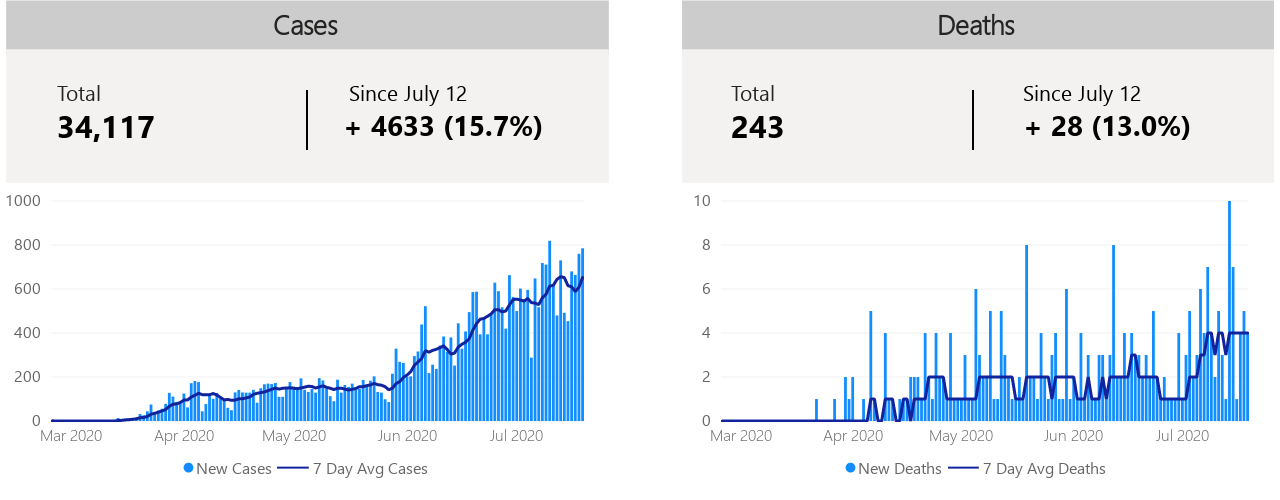 Cases
Total
34,117
Since July 12
+ 4633 (15.7%)
1000
800
600
400
200
0
Mar 2020 Apr 2020 May 2020 Jun 2020 Jul 2020
New Cases 7 Day Avg Cases
Deaths
Total
243
Since July 12
+ 28 (13.0%)
10
8
6
4
2
0
Mar 2020 Apr 2020 May 2020 Jun 2020 Jul 2020
New Deaths 7 Day Avg Deaths